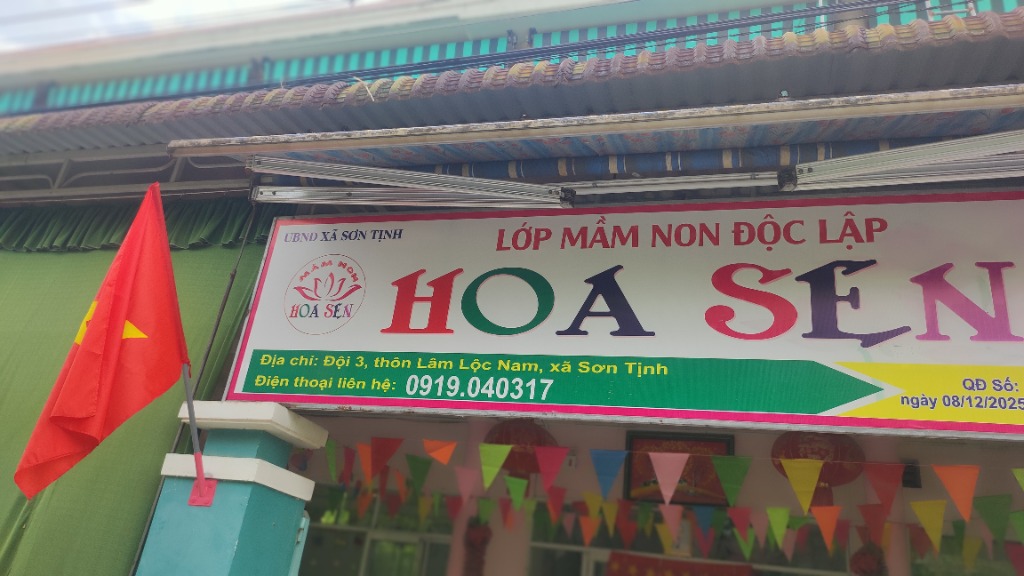 UBND XÃ SƠN TỊNH
LỚP MẦM NON ĐỘC LẬP
MẦM NON
HOA SEN
HOA SEN
Địa chỉ: Đội 3, thôn Lâm Lộc Nam, xã Sơn Tịnh
Điện thoại liên hệ: 0919.040317
QĐ Số:
ngày 08/12/2025